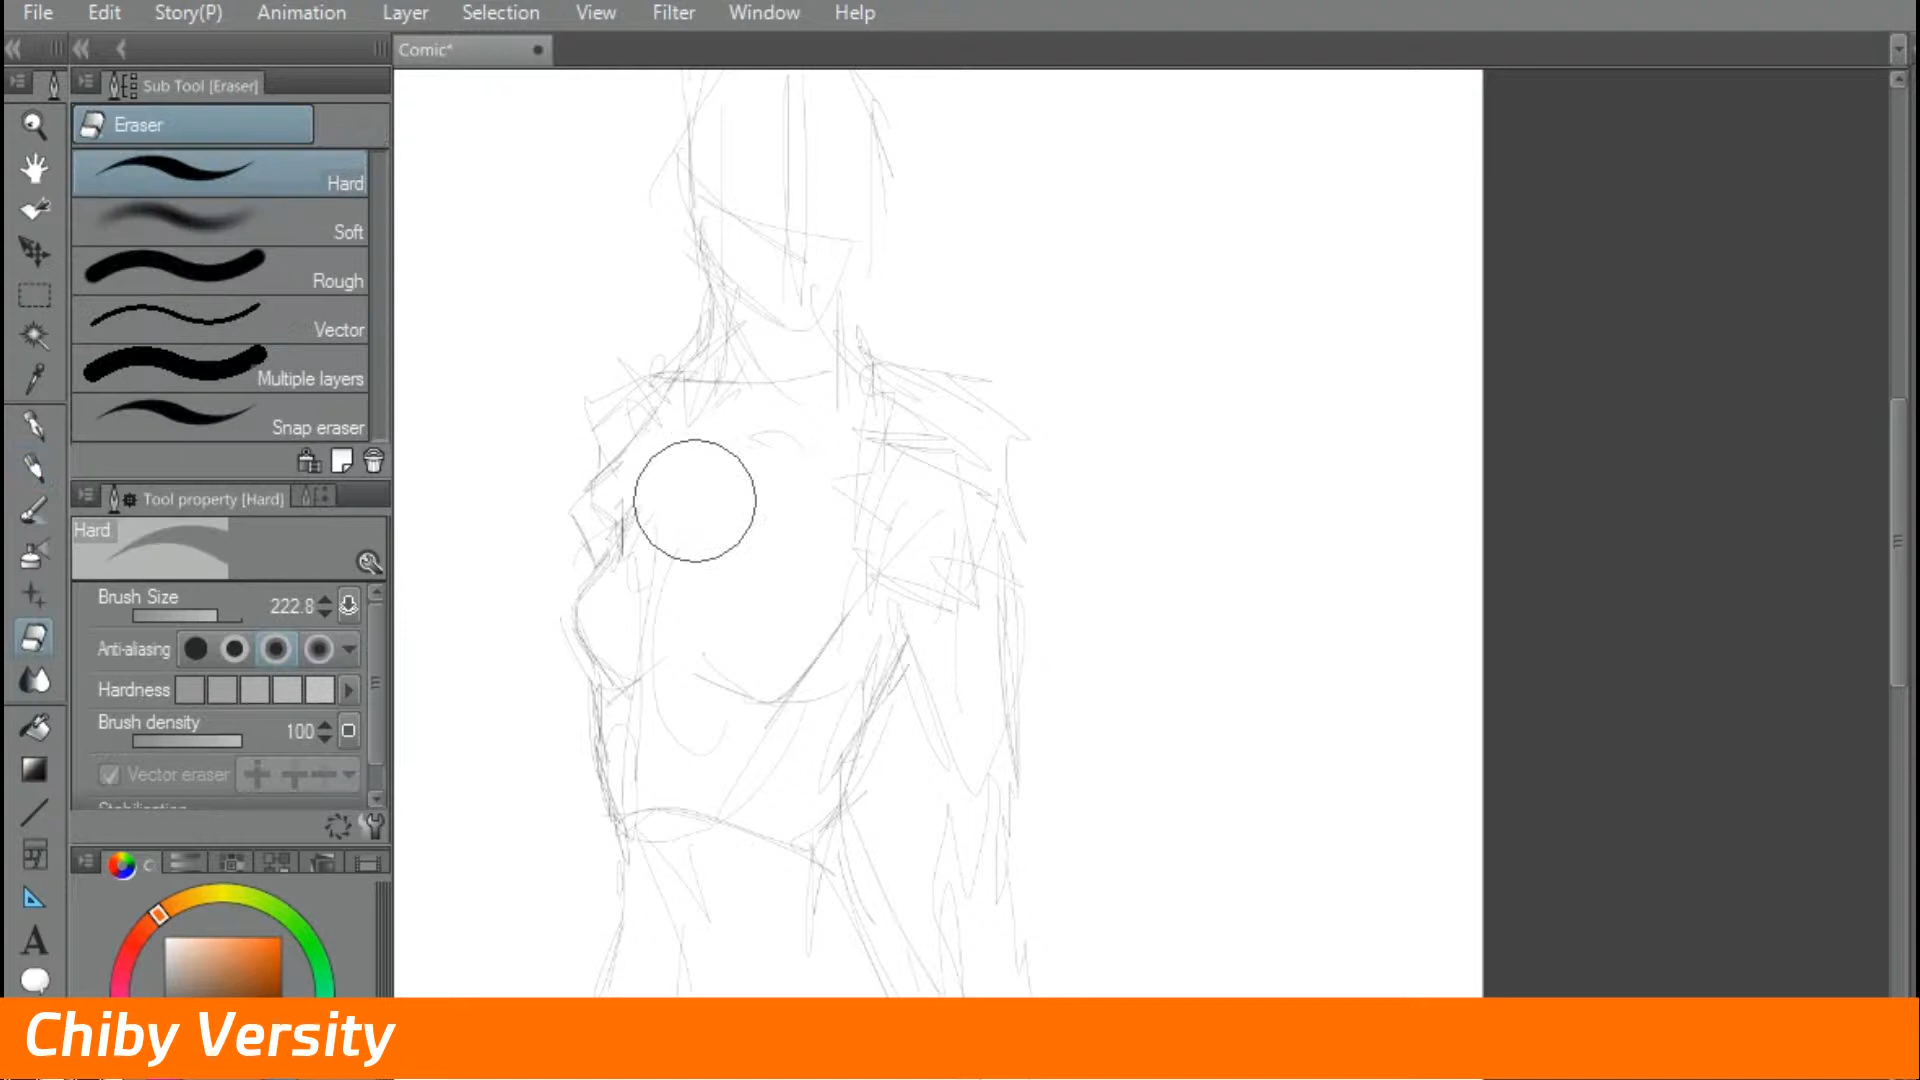 File Edit Story(P) Animation Layer Selection View Filter Window Help
Comic*
Sub Tool [Eraser]
Eraser
Hard
Soft
Rough
Vector
Multiple layers
Snap eraser
Tool property [Hard]
Hard
Brush Size 222.8
Anti-aliasing
Hardness
Brush density 100
Vector eraser
A
Chiby Versity